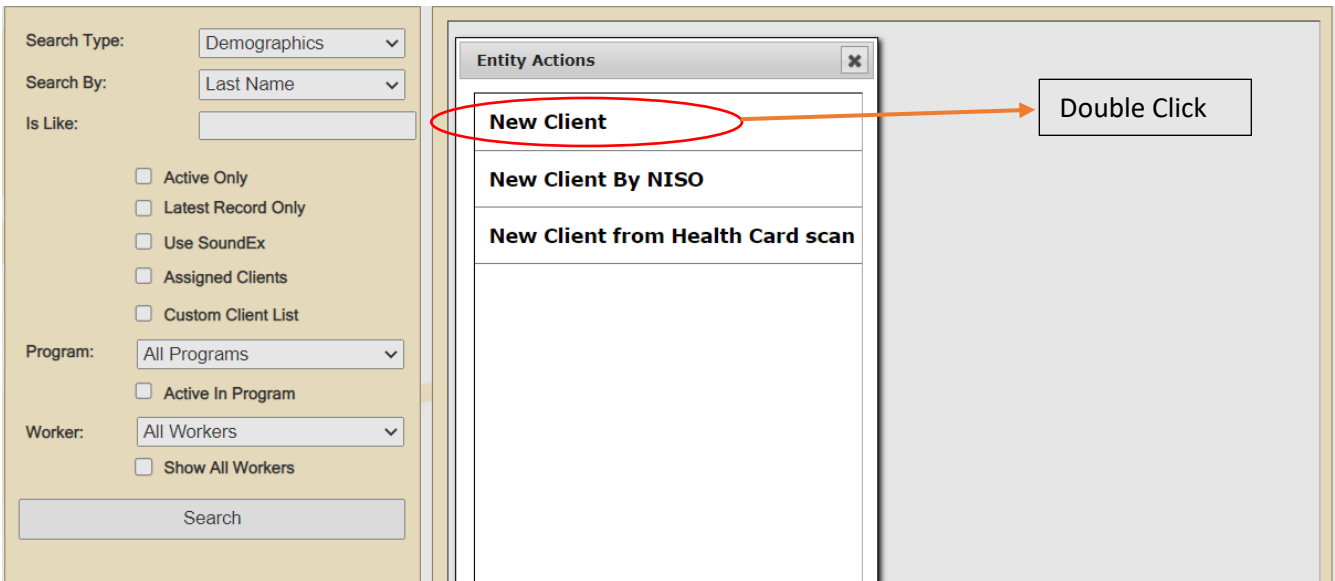 Search Type: Demographics
Search By: Last Name
Is Like:
Active Only
Latest Record Only
Use SoundEx
Assigned Clients
Custom Client List
Program: All Programs
Active In Program
Worker: All Workers
Show All Workers
Search
Entity Actions
New Client
New Client By NISO
New Client from Health Card scan
Double Click